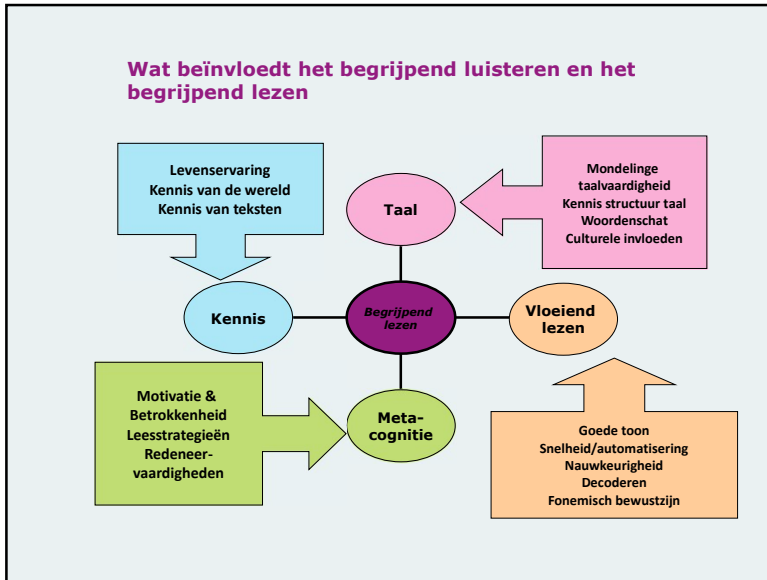 Wat beïnvloedt het begrijpend luisteren en het
begrijpend lezen
Levenservaring
Kennis van de wereld
Kennis van teksten
Taal
Mondelinge
taalvaardigheid
Kennis structuur taal
Woordenschat
Culturele invloeden
Kennis
Begrijpend
lezen
Vloeiend
lezen
Motivatie &
Betrokkenheid
Leesstrategieën
Redeneer-
vaardigheden
Meta-
cognitie
Goede toon
Snelheid/automatisering
Nauwkeurigheid
Decoderen
Fonemisch bewustzijn